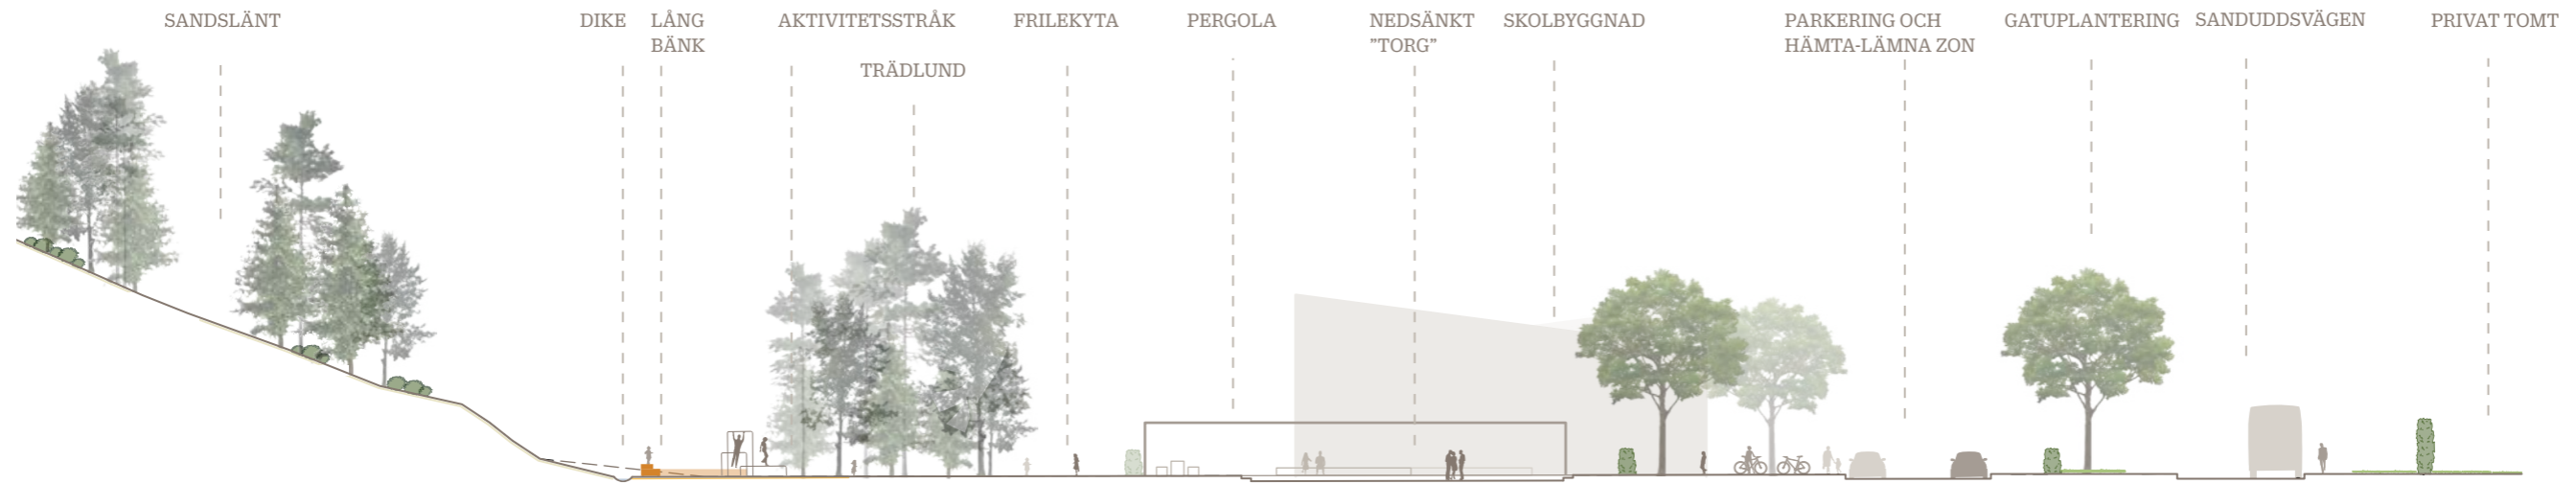 SANDSLÄNT
DIKE
LÅNG
BÄNK
AKTIVITETSSTRÅK
TRÄDLUND
FRILEKYTA
PERGOLA
NEDSÄNKT
”TORG”
SKOLBYGGNAD
PARKERING OCH
HÄMTA-LÄMNA ZON
GATUPLANTERING
SANDUDDSVÄGEN
PRIVAT TOMT